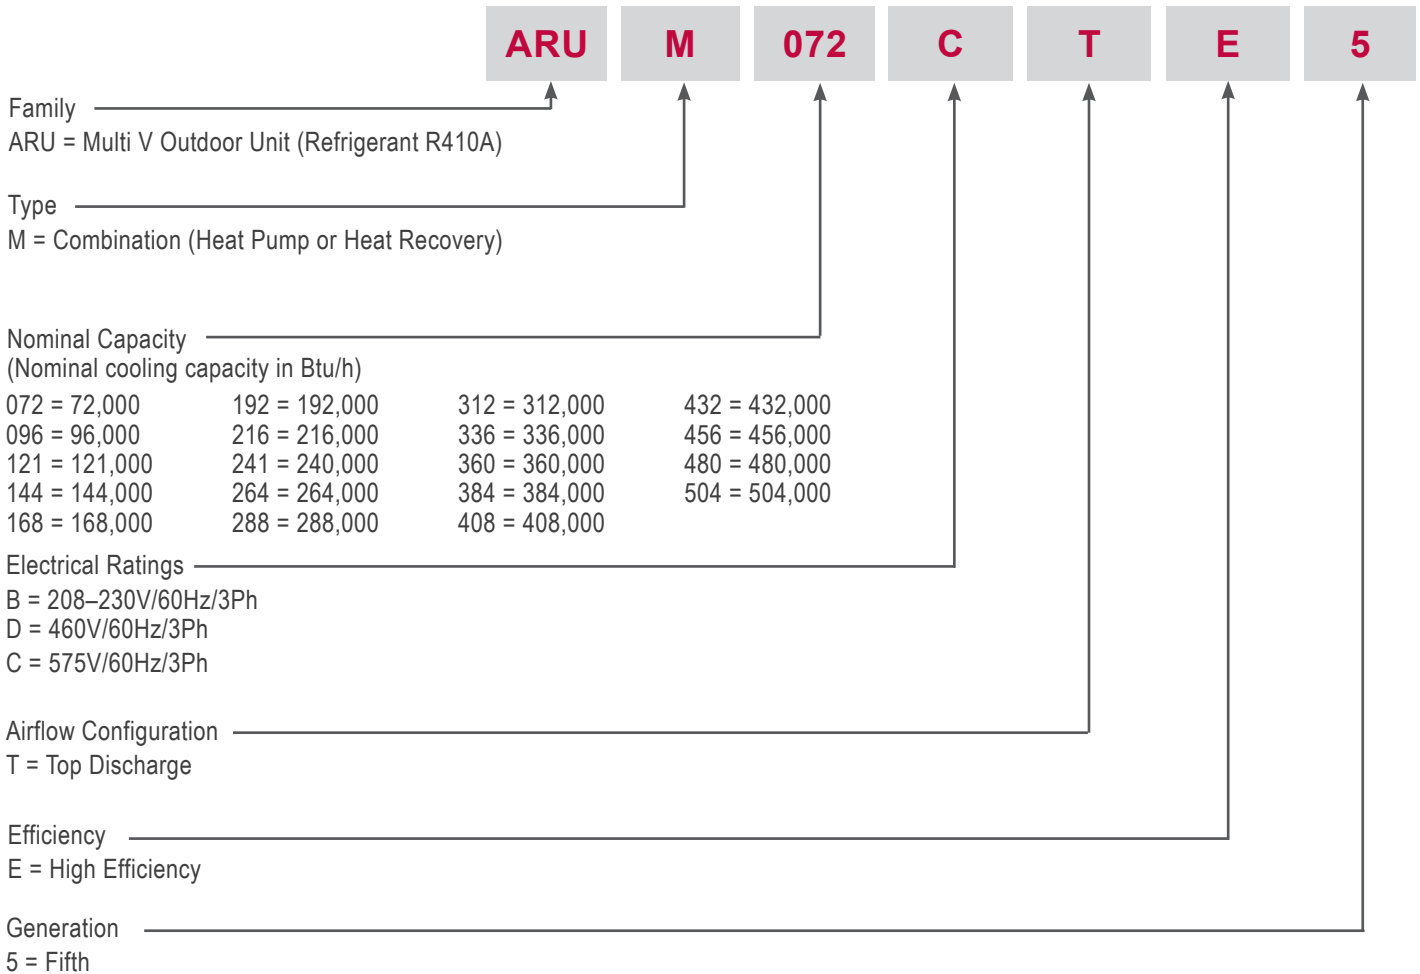 ARU M 072 C T E 5
Family
ARU = Multi V Outdoor Unit (Refrigerant R410A)
Type
M = Combination (Heat Pump or Heat Recovery)
Nominal Capacity
(Nominal cooling capacity in Btu/h)
072 = 72,000 192 = 192,000 312 = 312,000 432 = 432,000
096 = 96,000 216 = 216,000 336 = 336,000 456 = 456,000
121 = 121,000 241 = 240,000 360 = 360,000 480 = 480,000
144 = 144,000 264 = 264,000 384 = 384,000 504 = 504,000
168 = 168,000 288 = 288,000 408 = 408,000
Electrical Ratings
B = 208–230V/60Hz/3Ph
D = 460V/60Hz/3Ph
C = 575V/60Hz/3Ph
Airflow Configuration
T = Top Discharge
Efficiency
E = High Efficiency
Generation
5 = Fifth